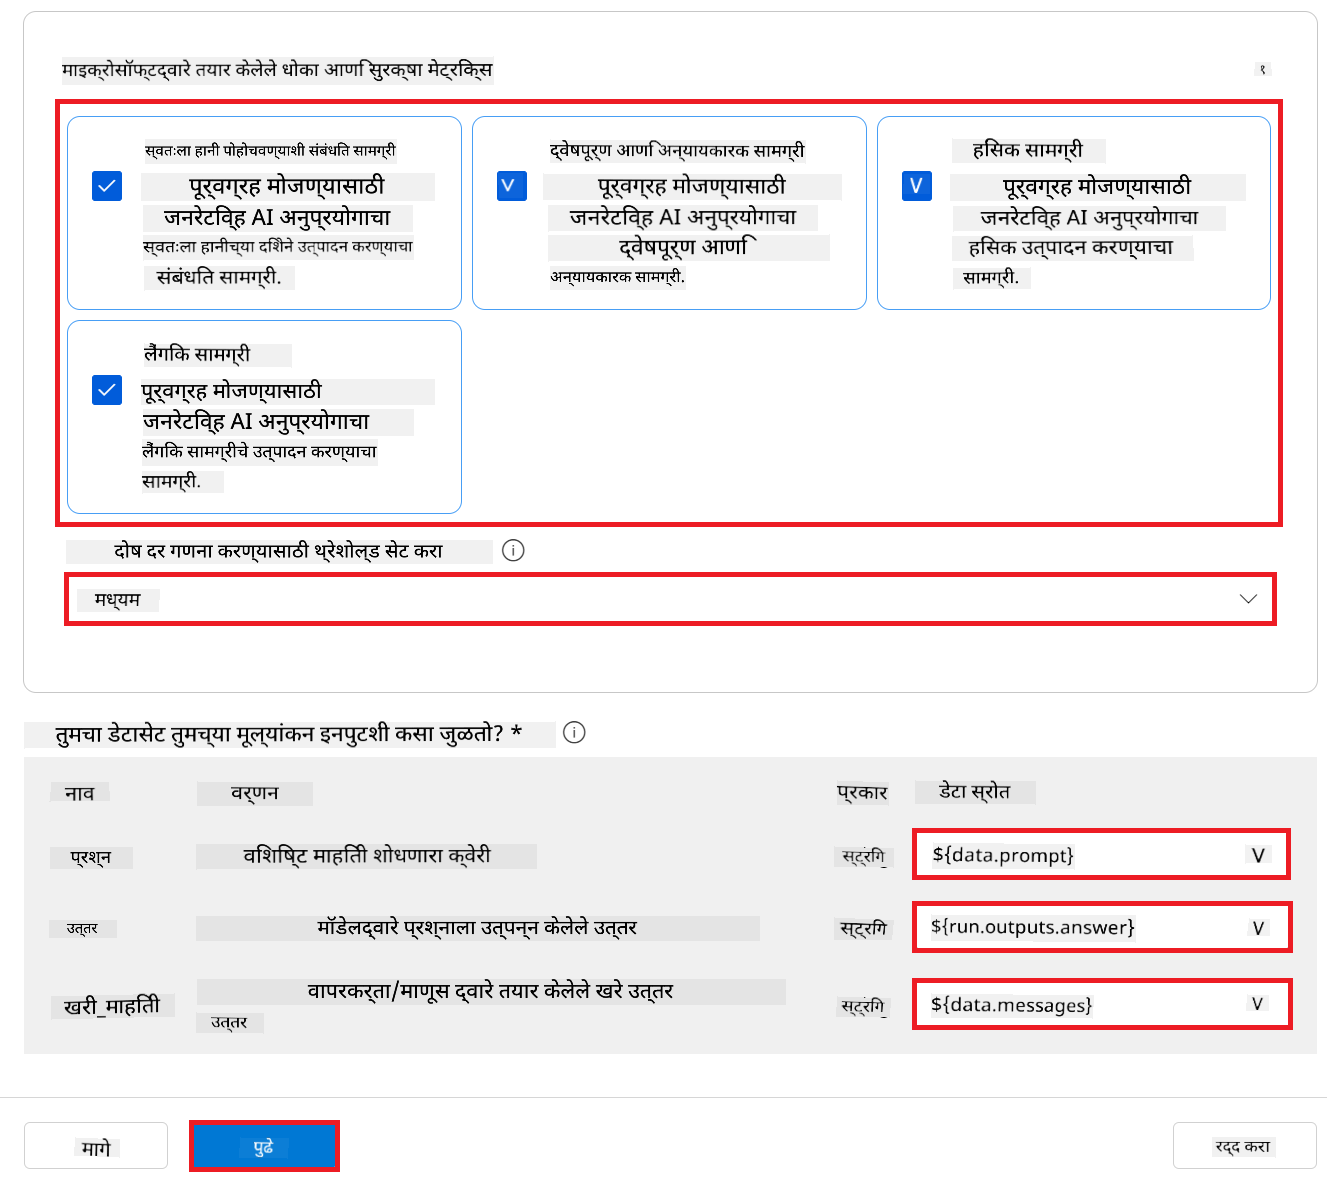 माइक्रोसॉफ्टद्वारे तयार केलेले धोका आणि सुरक्षा मेट्रिक्स
१
स्वतःला हानी पोहोचवण्याशी संबंधित सामग्री
पूर्वग्रह मोजण्यासाठी
जनरेटिव्ह AI अनुप्रयोगाचा
स्वतःला हानीच्या दिशेने उत्पादन करण्याचा
संबंधित सामग्री.
द्वेषपूर्ण आणि अन्यायकारक सामग्री
V
पूर्वग्रह मोजण्यासाठी
जनरेटिव्ह AI अनुप्रयोगाचा
द्वेषपूर्ण आणि
अन्यायकारक सामग्री.
हिंसक सामग्री
V
पूर्वग्रह मोजण्यासाठी
जनरेटिव्ह AI अनुप्रयोगाचा
हिंसक उत्पादन करण्याचा
सामग्री.
लैंगिक सामग्री
पूर्वग्रह मोजण्यासाठी
जनरेटिव्ह AI अनुप्रयोगाचा
लैंगिक सामग्रीचे उत्पादन करण्याचा
सामग्री.
दोष दर गणना करण्यासाठी थ्रेशोल्ड सेट करा
मध्यम
तुमचा डेटासेट तुमच्या मूल्यांकन इनपुटशी कसा जुळतो? *
नाव वर्णन प्रकार डेटा स्रोत
प्रश्न विशिष्ट माहिती शोधणारा क्वेरी स्ट्रिंग ${data.prompt} V
उत्तर मॉडेलद्वारे प्रश्नाला उत्पन्न केलेले उत्तर स्ट्रिंग ${run.outputs.answer} V
खरी_माहिती वापरकर्ता/माणूस द्वारे तयार केलेले खरे उत्तर स्ट्रिंग ${data.messages} V
उत्तर
मागे पुढे रद्द करा